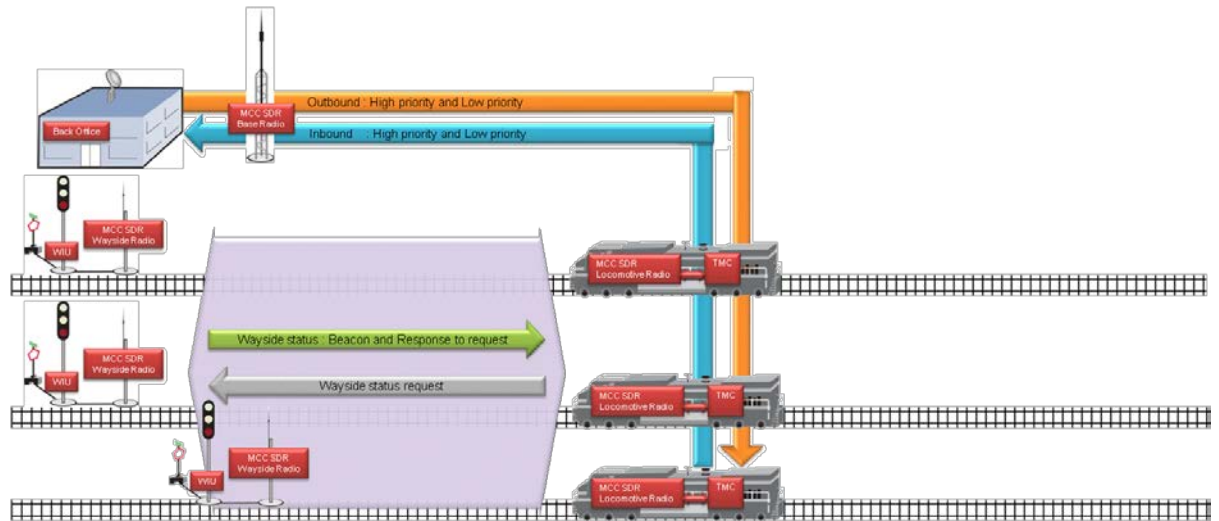 Outbound : High priority and Low priority
MCC SDR
Base Radio
Back Office
Inbound : High priority and Low priority
MCC SDR
Wayside Radio
WIU
MCC SDR
Locomotive Radio
TMC
Wayside status : Beacon and Response to request
MCC SDR
Wayside Radio
WIU
Wayside status request
MCC SDR
Locomotive Radio
TMC
MCC SDR
Wayside Radio
WIU
MCC SDR
Locomotive Radio
TMC